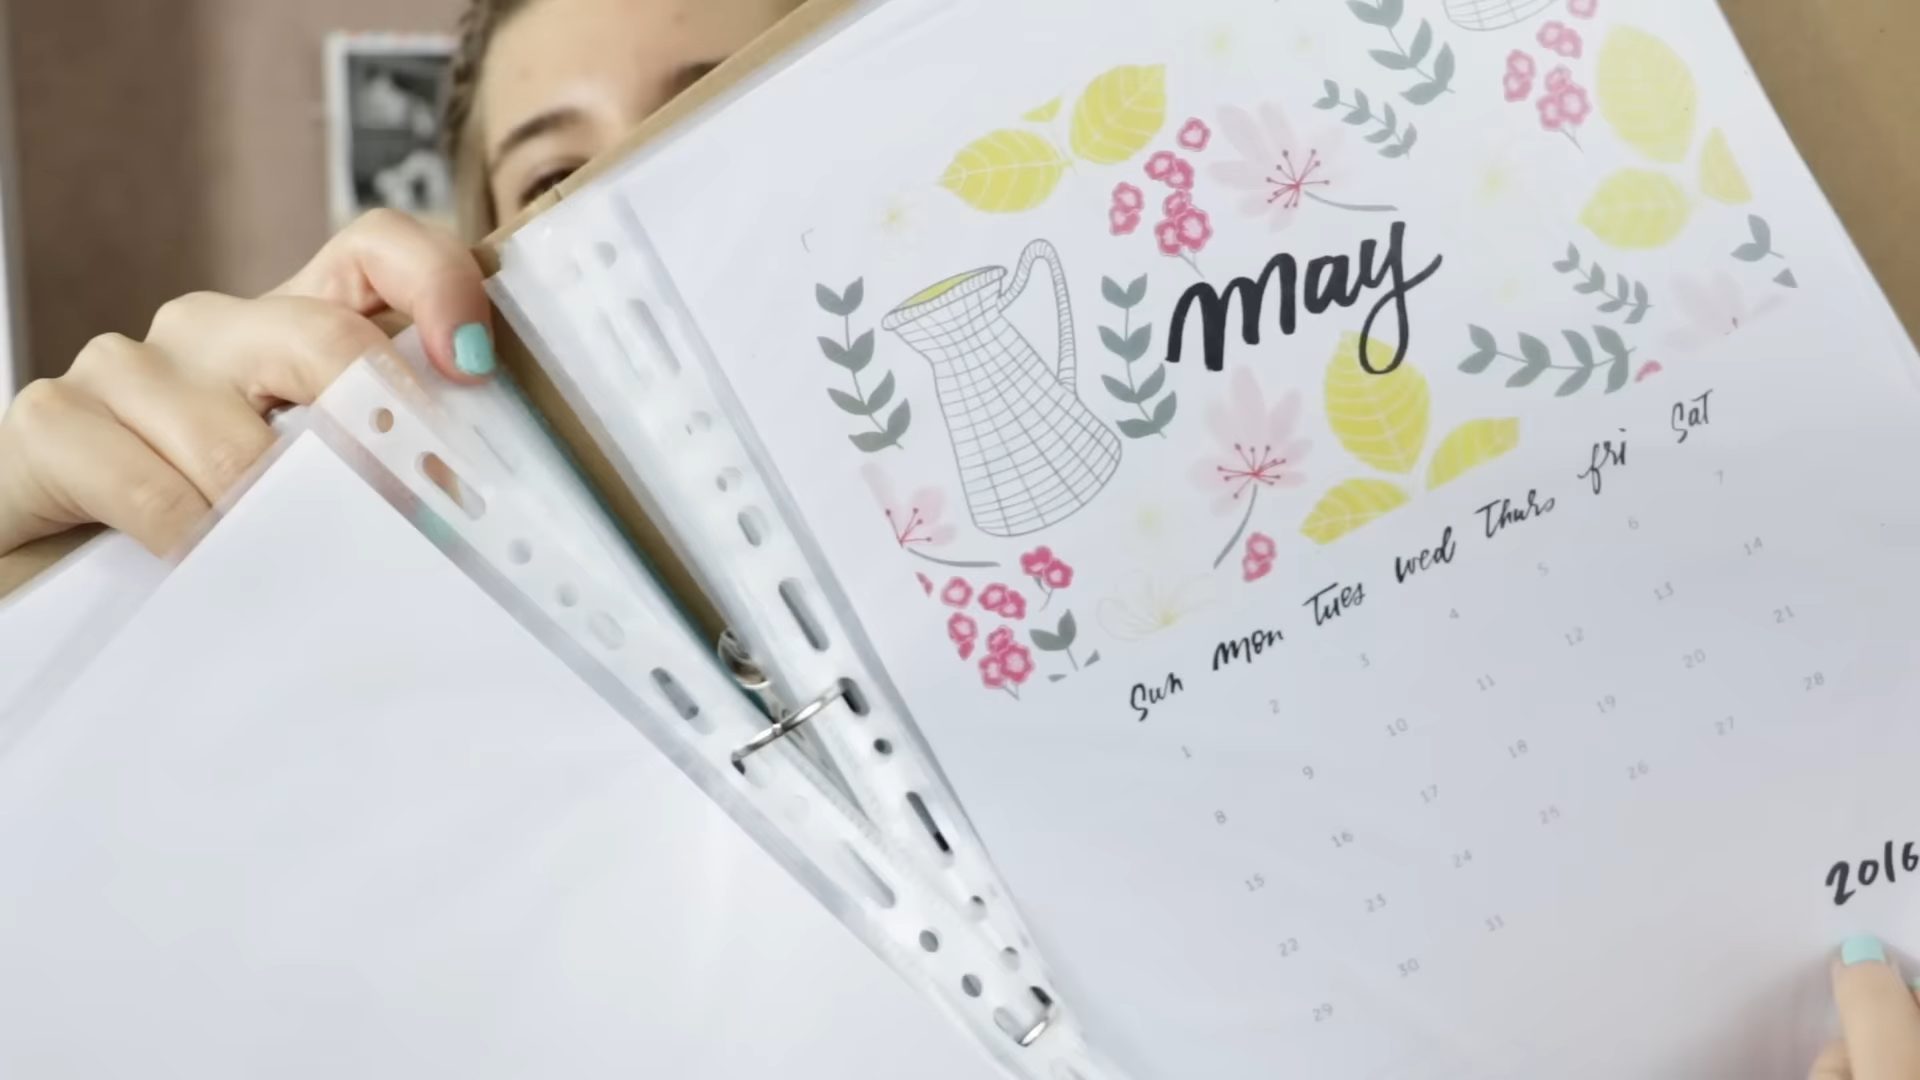 may
Sun mon Tues wed Thurs fri Sat
1 2 3 4 5 6 7
8 9 10 11 12 13 14
15 16 17 18 19 20 21
22 23 24 25 26 27 28
29 30 31
2016